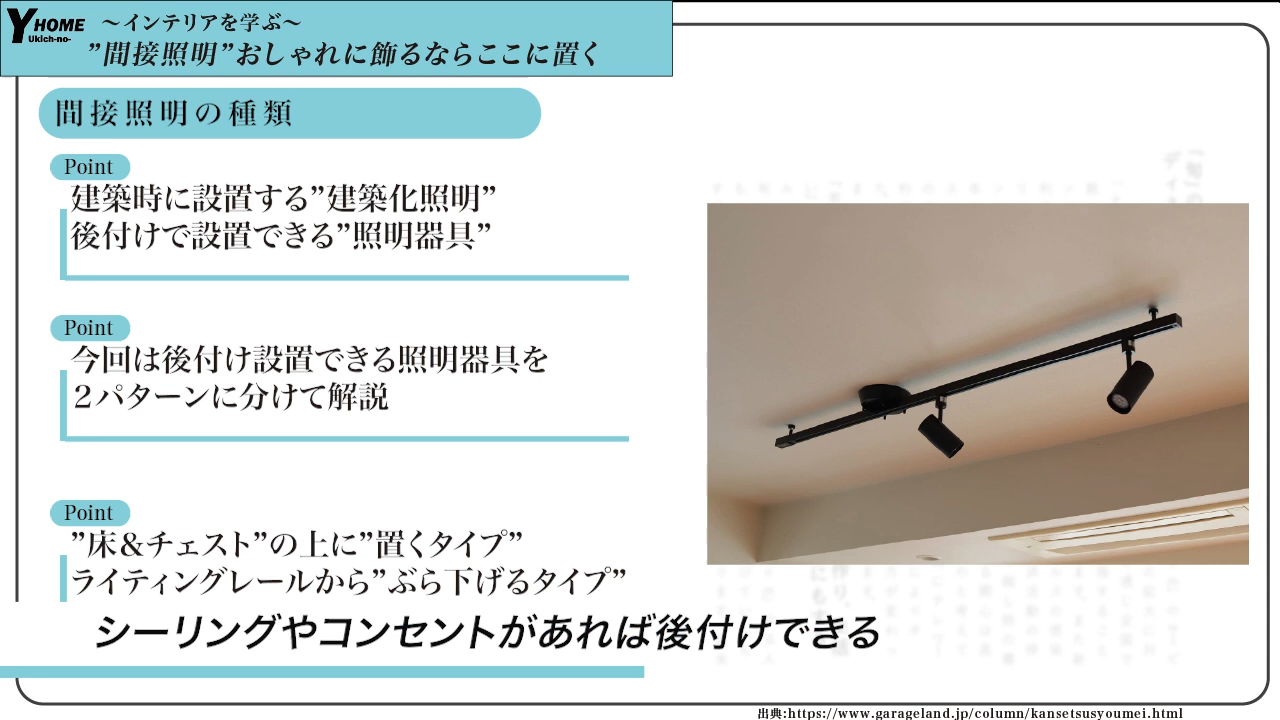 YHOME
Ukich-no-
～インテリアを学ぶ～
”間接照明”おしゃれに飾るならここに置く
間接照明の種類
Point
建築時に設置する”建築化照明”
後付けで設置できる”照明器具”
Point
今回は後付け設置できる照明器具を
２パターンに分けて解説
Point
”床＆チェスト”の上に”置くタイプ”
ライティングレールから”ぶら下げるタイプ”
シーリングやコンセントがあれば後付けできる
出典:https://www.garageland.jp/column/kansetsusyoumei.html